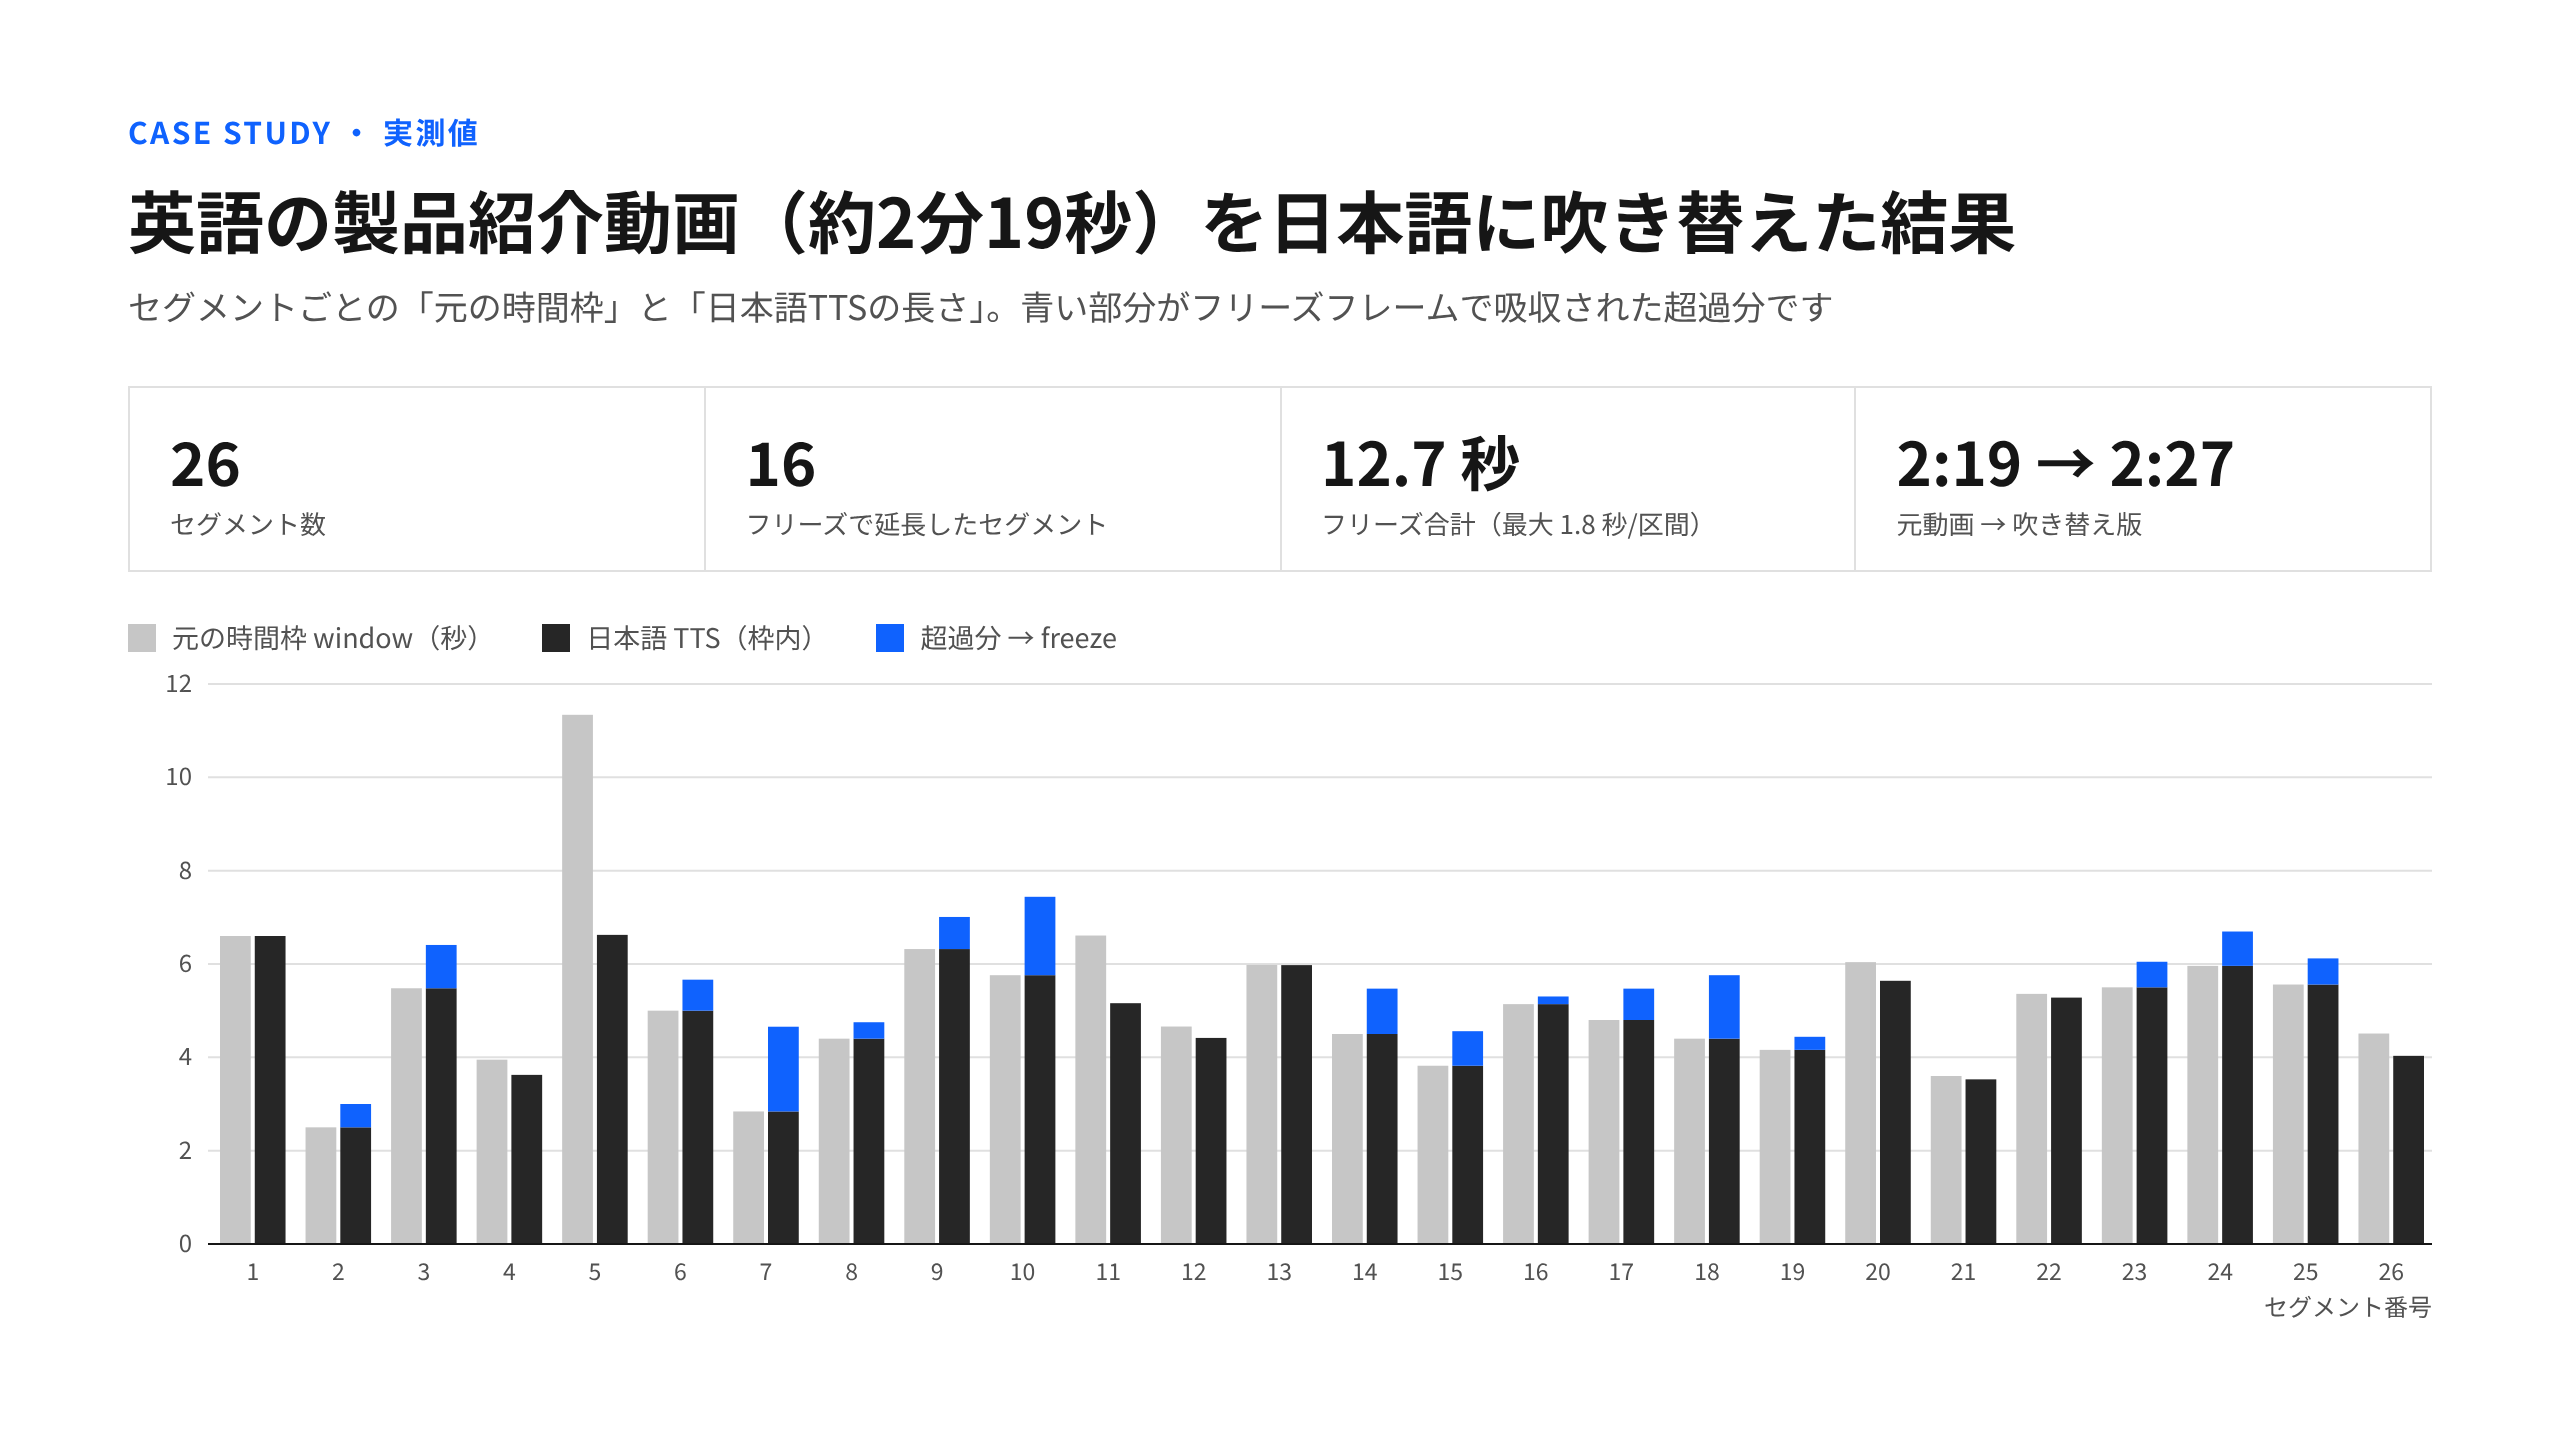 CASE STUDY ・ 実測値
英語の製品紹介動画（約2分19秒）を日本語に吹き替えた結果
セグメントごとの「元の時間枠」と「日本語TTSの長さ」。青い部分がフリーズフレームで吸収された超過分です
26
セグメント数
16
フリーズで延長したセグメント
12.7 秒
フリーズ合計（最大 1.8 秒/区間）
2:19 → 2:27
元動画 → 吹き替え版
元の時間枠 window（秒） 日本語 TTS（枠内） 超過分 → freeze
12
10
8
6
4
2
0
1 2 3 4 5 6 7 8 9 10 11 12 13 14 15 16 17 18 19 20 21 22 23 24 25 26
セグメント番号